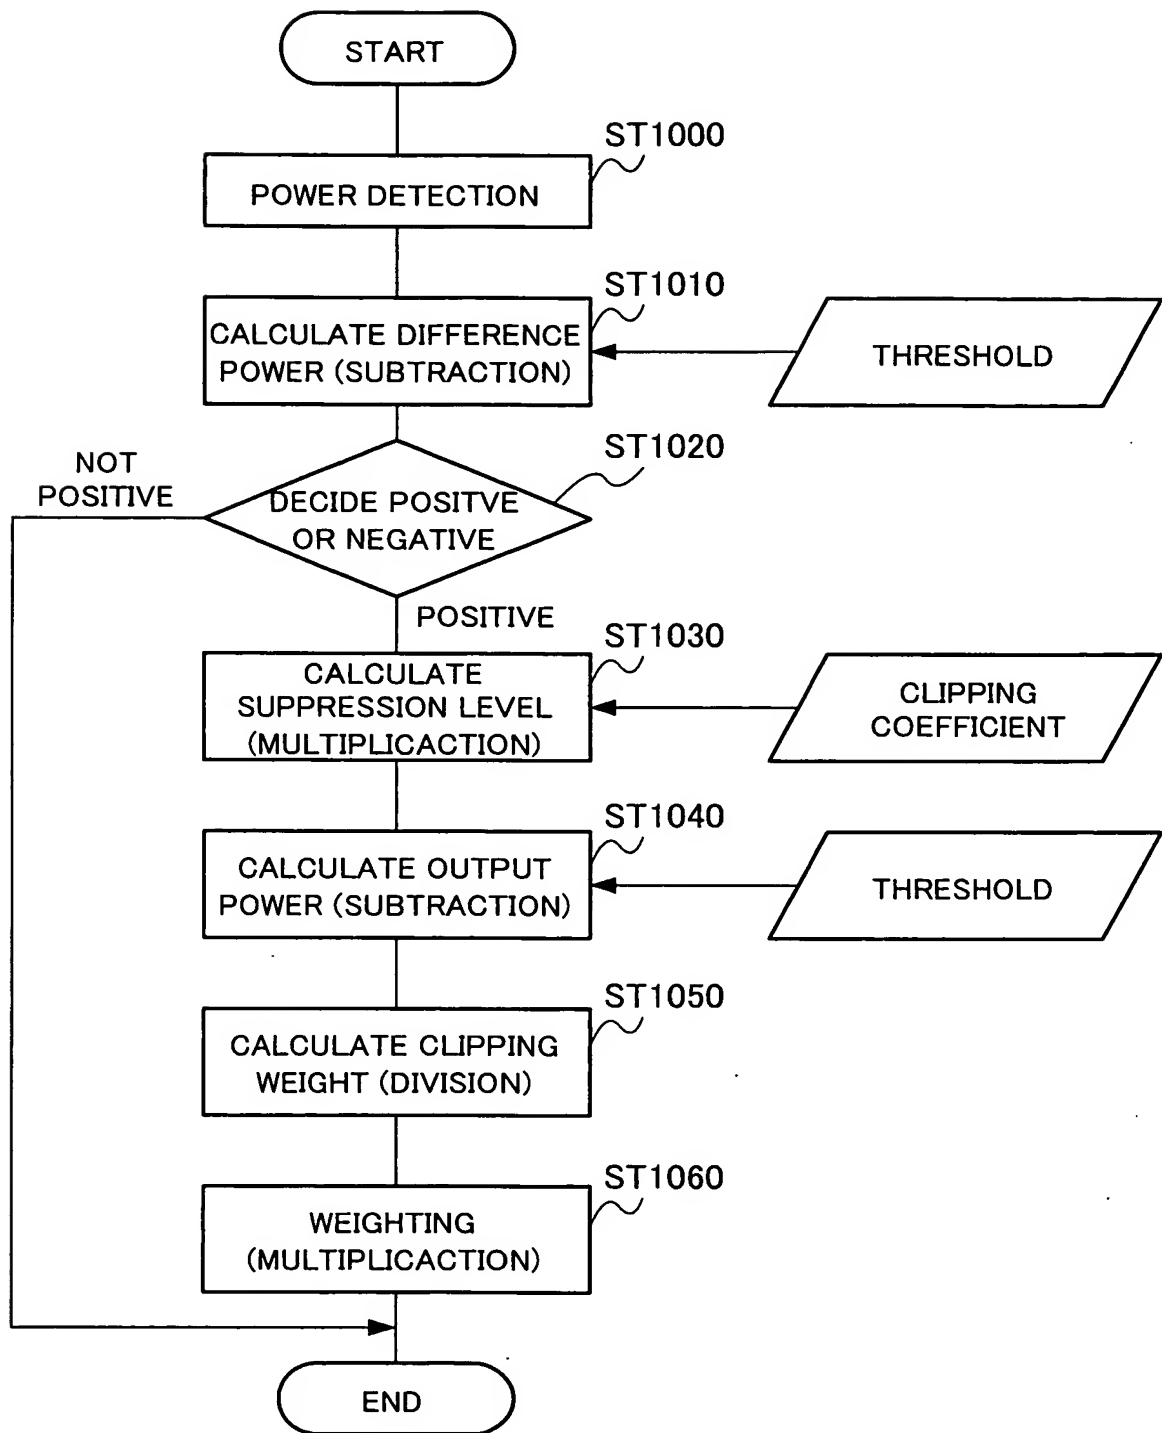 START
ST1000
POWER DETECTION
ST1010
CALCULATE DIFFERENCE
POWER (SUBTRACTION)
THRESHOLD
ST1020
NOT
POSITIVE
DECIDE POSITVE
OR NEGATIVE
POSITIVE
ST1030
CALCULATE
SUPPRESSION LEVEL
(MULTIPLICACTION)
CLIPPING
COEFFICIENT
ST1040
CALCULATE OUTPUT
POWER (SUBTRACTION)
THRESHOLD
ST1050
CALCULATE CLIPPING
WEIGHT (DIVISION)
ST1060
WEIGHTING
(MULTIPLICACTION)
END